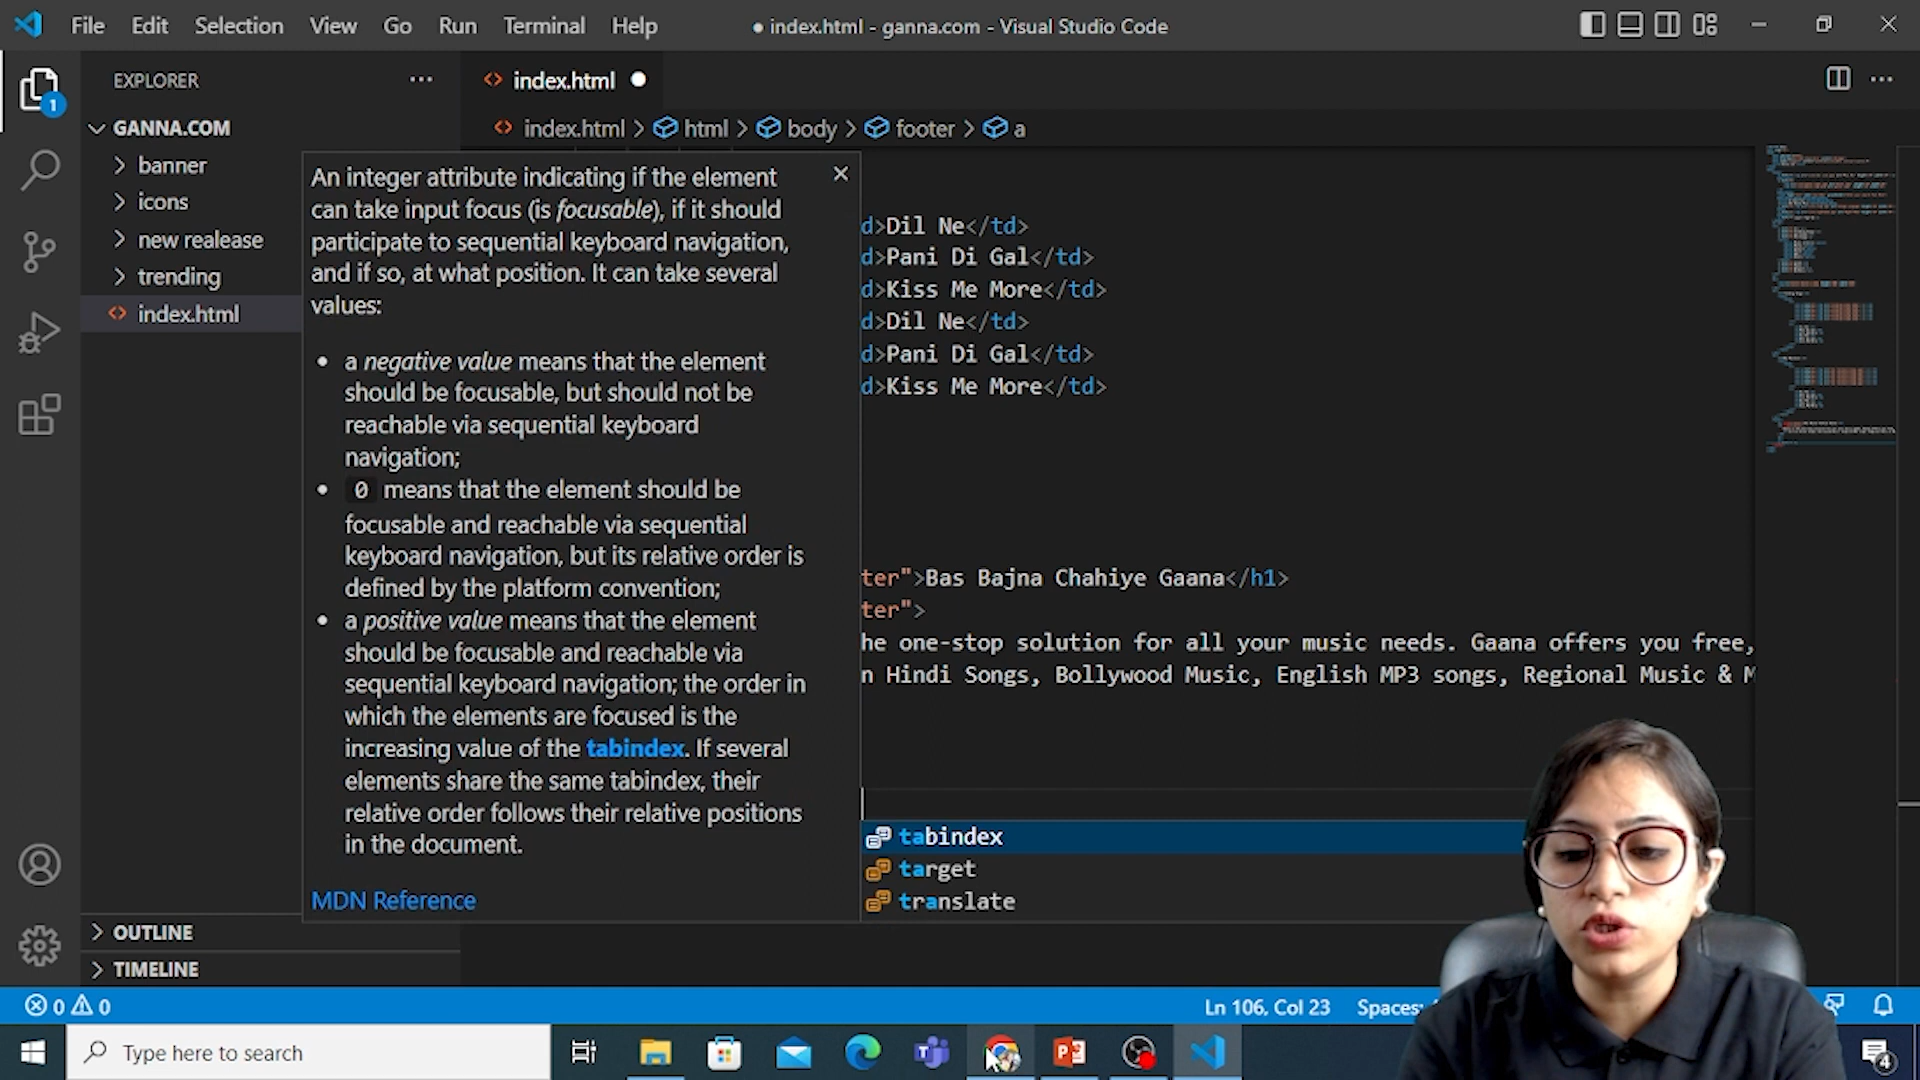 File Edit Selection View Go Run Terminal Help
● index.html - ganna.com - Visual Studio Code
EXPLORER
1
GANNA.COM
banner
icons
new realease
trending
index.html
OUTLINE
TIMELINE
index.html
index.html > html > body > footer > a
An integer attribute indicating if the element
can take input focus (is focusable), if it should
participate to sequential keyboard navigation,
and if so, at what position. It can take several
values:
• a negative value means that the element
should be focusable, but should not be
reachable via sequential keyboard
navigation;
• 0 means that the element should be
focusable and reachable via sequential
keyboard navigation, but its relative order is
defined by the platform convention;
• a positive value means that the element
should be focusable and reachable via
sequential keyboard navigation; the order in
which the elements are focused is the
increasing value of the tabindex. If several
elements share the same tabindex, their
relative order follows their relative positions
in the document.
MDN Reference
d>Dil Ne</td>
d>Pani Di Gal</td>
d>Kiss Me More</td>
d>Dil Ne</td>
d>Pani Di Gal</td>
d>Kiss Me More</td>
ter">Bas Bajna Chahiye Gaana</h1>
ter">
he one-stop solution for all your music needs. Gaana offers you free,
n Hindi Songs, Bollywood Music, English MP3 songs, Regional Music & M
tabindex
target
translate
0 0
Ln 106, Col 23
Spaces:
Type here to search
4